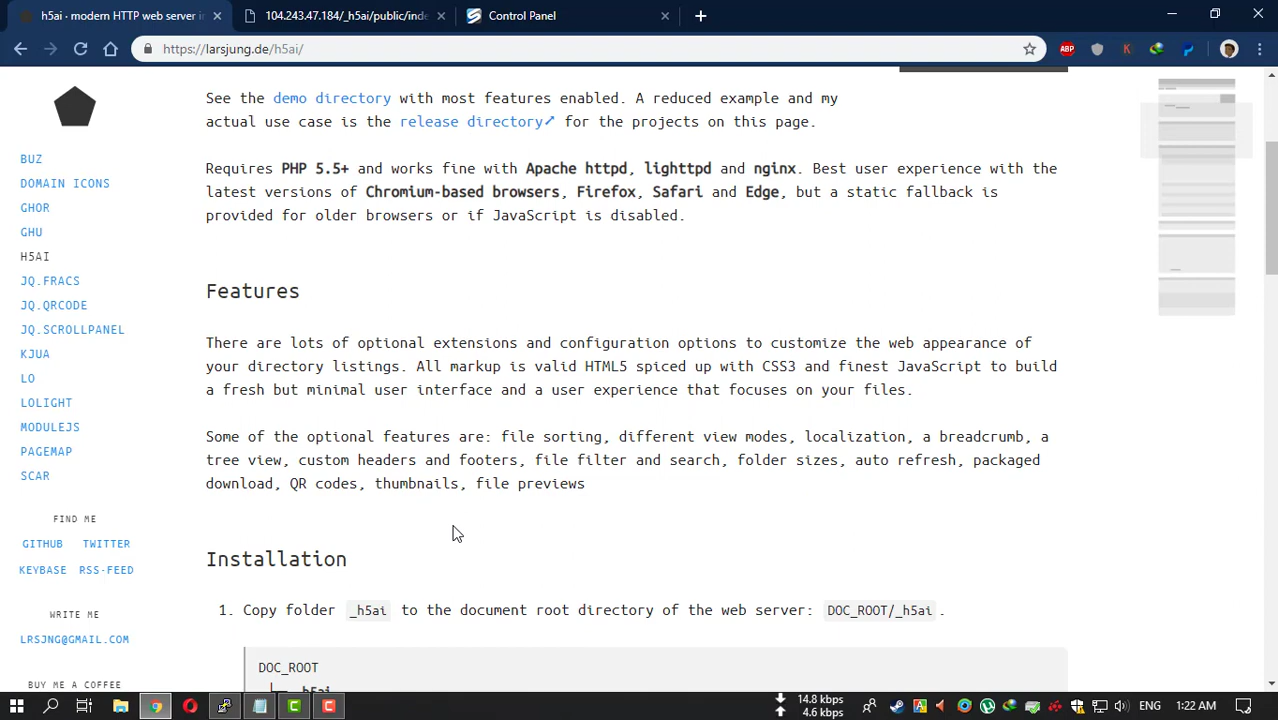 h5ai - modern HTTP web server in
104.243.47.184/_h5ai/public/inde
Control Panel
https://larsjung.de/h5ai/
ABP
K
See the demo directory with most features enabled. A reduced example and my
actual use case is the release directory for the projects on this page.
BUZ
Requires PHP 5.5+ and works fine with Apache httpd, lighttpd and nginx. Best user experience with the
DOMAIN ICONS
latest versions of Chromium-based browsers, Firefox, Safari and Edge, but a static fallback is
GHOR
provided for older browsers or if JavaScript is disabled.
GHU
H5AI
JQ.FRACS
Features
JQ.QRCODE
JQ.SCROLLPANEL
There are lots of optional extensions and configuration options to customize the web appearance of
KJUA
your directory listings. All markup is valid HTML5 spiced up with CSS3 and finest JavaScript to build
LO
a fresh but minimal user interface and a user experience that focuses on your files.
LOLIGHT
MODULEJS
Some of the optional features are: file sorting, different view modes, localization, a breadcrumb, a
PAGEMAP
tree view, custom headers and footers, file filter and search, folder sizes, auto refresh, packaged
SCAR
download, QR codes, thumbnails, file previews
FIND ME
GITHUB TWITTER
Installation
KEYBASE RSS-FEED
WRITE ME
1. Copy folder _h5ai to the document root directory of the web server: DOC_ROOT/_h5ai .
LRSJNG@GMAIL.COM
DOC_ROOT
BUY ME A COFFEE
_h5ai
14.8 kbps
4.6 kbps
ENG
1:22 AM